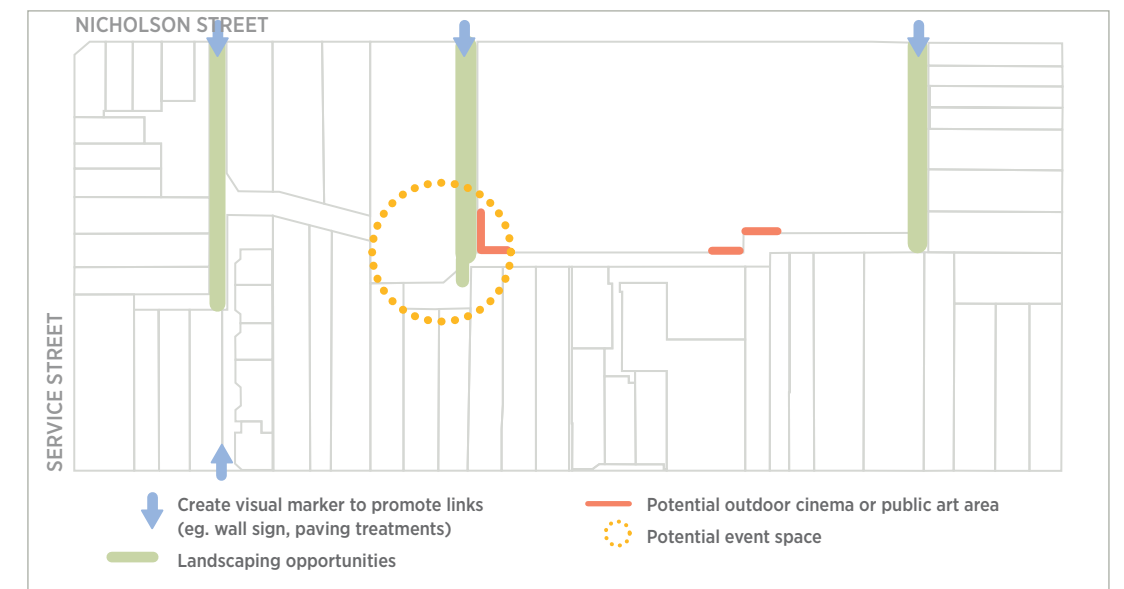 NICHOLSON STREET
SERVICE STREET
Create visual marker to promote links
(eg. wall sign, paving treatments)
Landscaping opportunities
Potential outdoor cinema or public art area
Potential event space